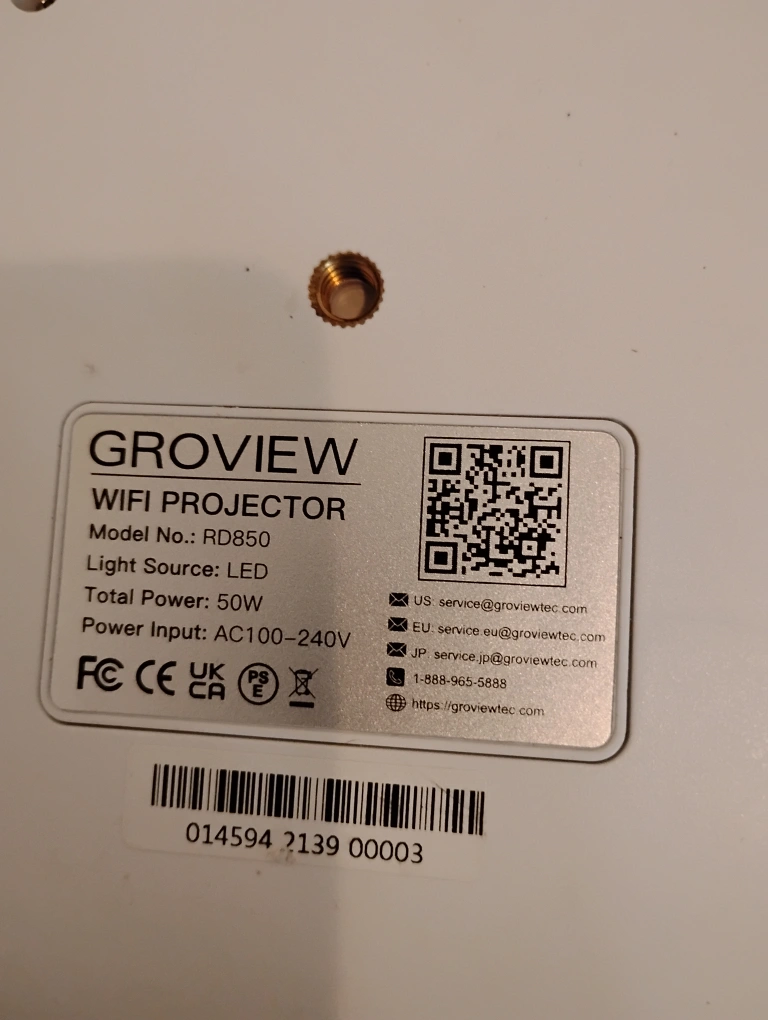 GROVIEW
WIFI PROJECTOR
Model No.: RD850
Light Source: LED
Total Power: 50W
Power Input: AC100-240V
FC CE UK CA PS E
US: service@groviewtec.com
EU: service.eu@groviewtec.com
JP: service.jp@groviewtec.com
1-888-965-5888
https://groviewtec.com
014594 2139 00003